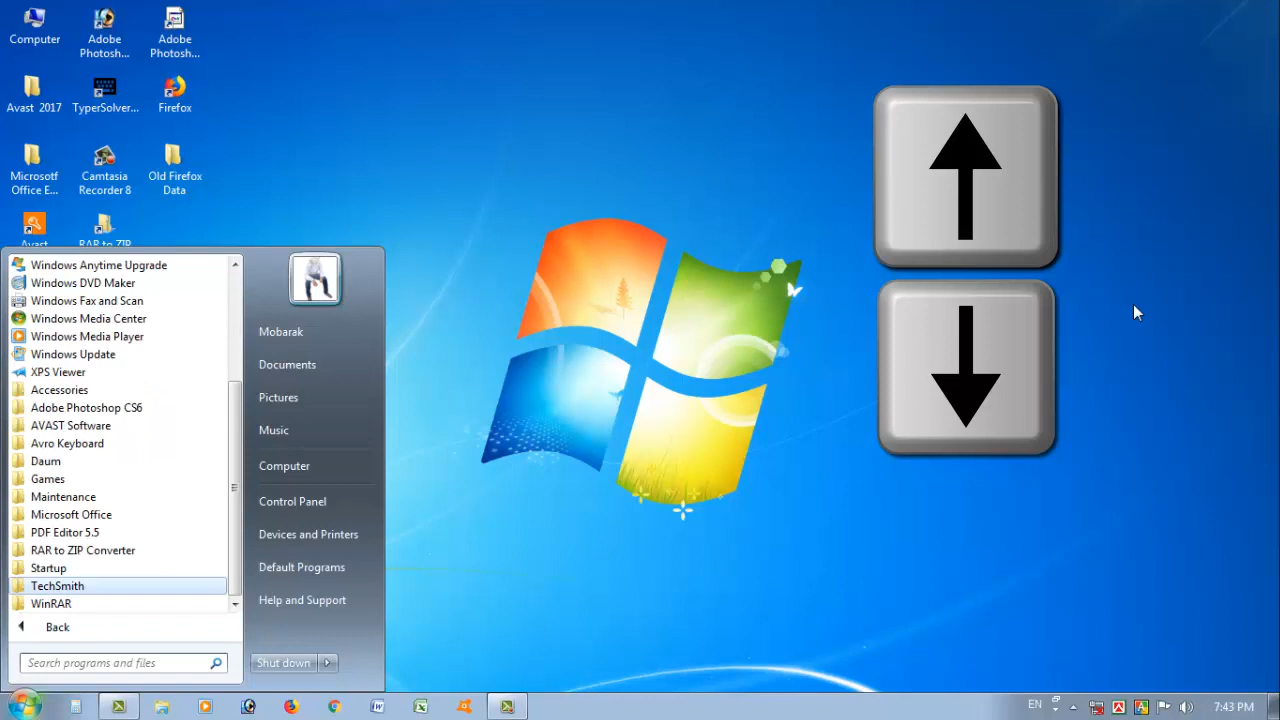 Computer
Adobe
Photosh...
Adobe
Photosh...
Avast 2017
TyperSolver...
Firefox
Microsotf
Office E...
Camtasia
Recorder 8
Old Firefox
Data
Avast
RAR to ZIP
Windows Anytime Upgrade
Windows DVD Maker
Windows Fax and Scan
Windows Media Center
Windows Media Player
Windows Update
XPS Viewer
Accessories
Adobe Photoshop CS6
AVAST Software
Avro Keyboard
Daum
Games
Maintenance
Microsoft Office
PDF Editor 5.5
RAR to ZIP Converter
Startup
TechSmith
WinRAR
Back
Search programs and files
Mobarak
Documents
Pictures
Music
Computer
Control Panel
Devices and Printers
Default Programs
Help and Support
Shut down
EN
7:43 PM